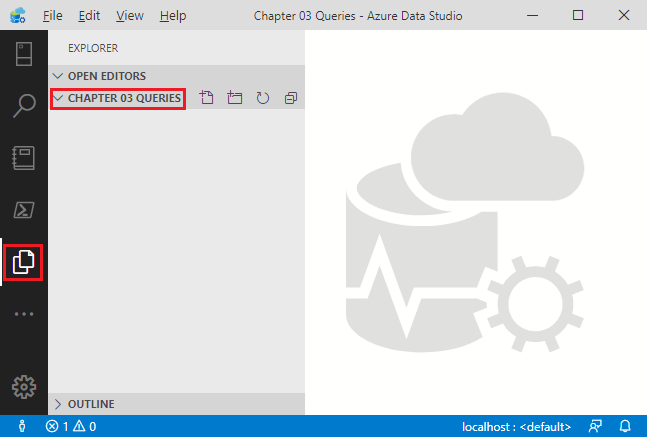 File Edit View Help Chapter 03 Queries - Azure Data Studio
EXPLORER
OPEN EDITORS
CHAPTER 03 QUERIES
OUTLINE
1 0 localhost : <default>